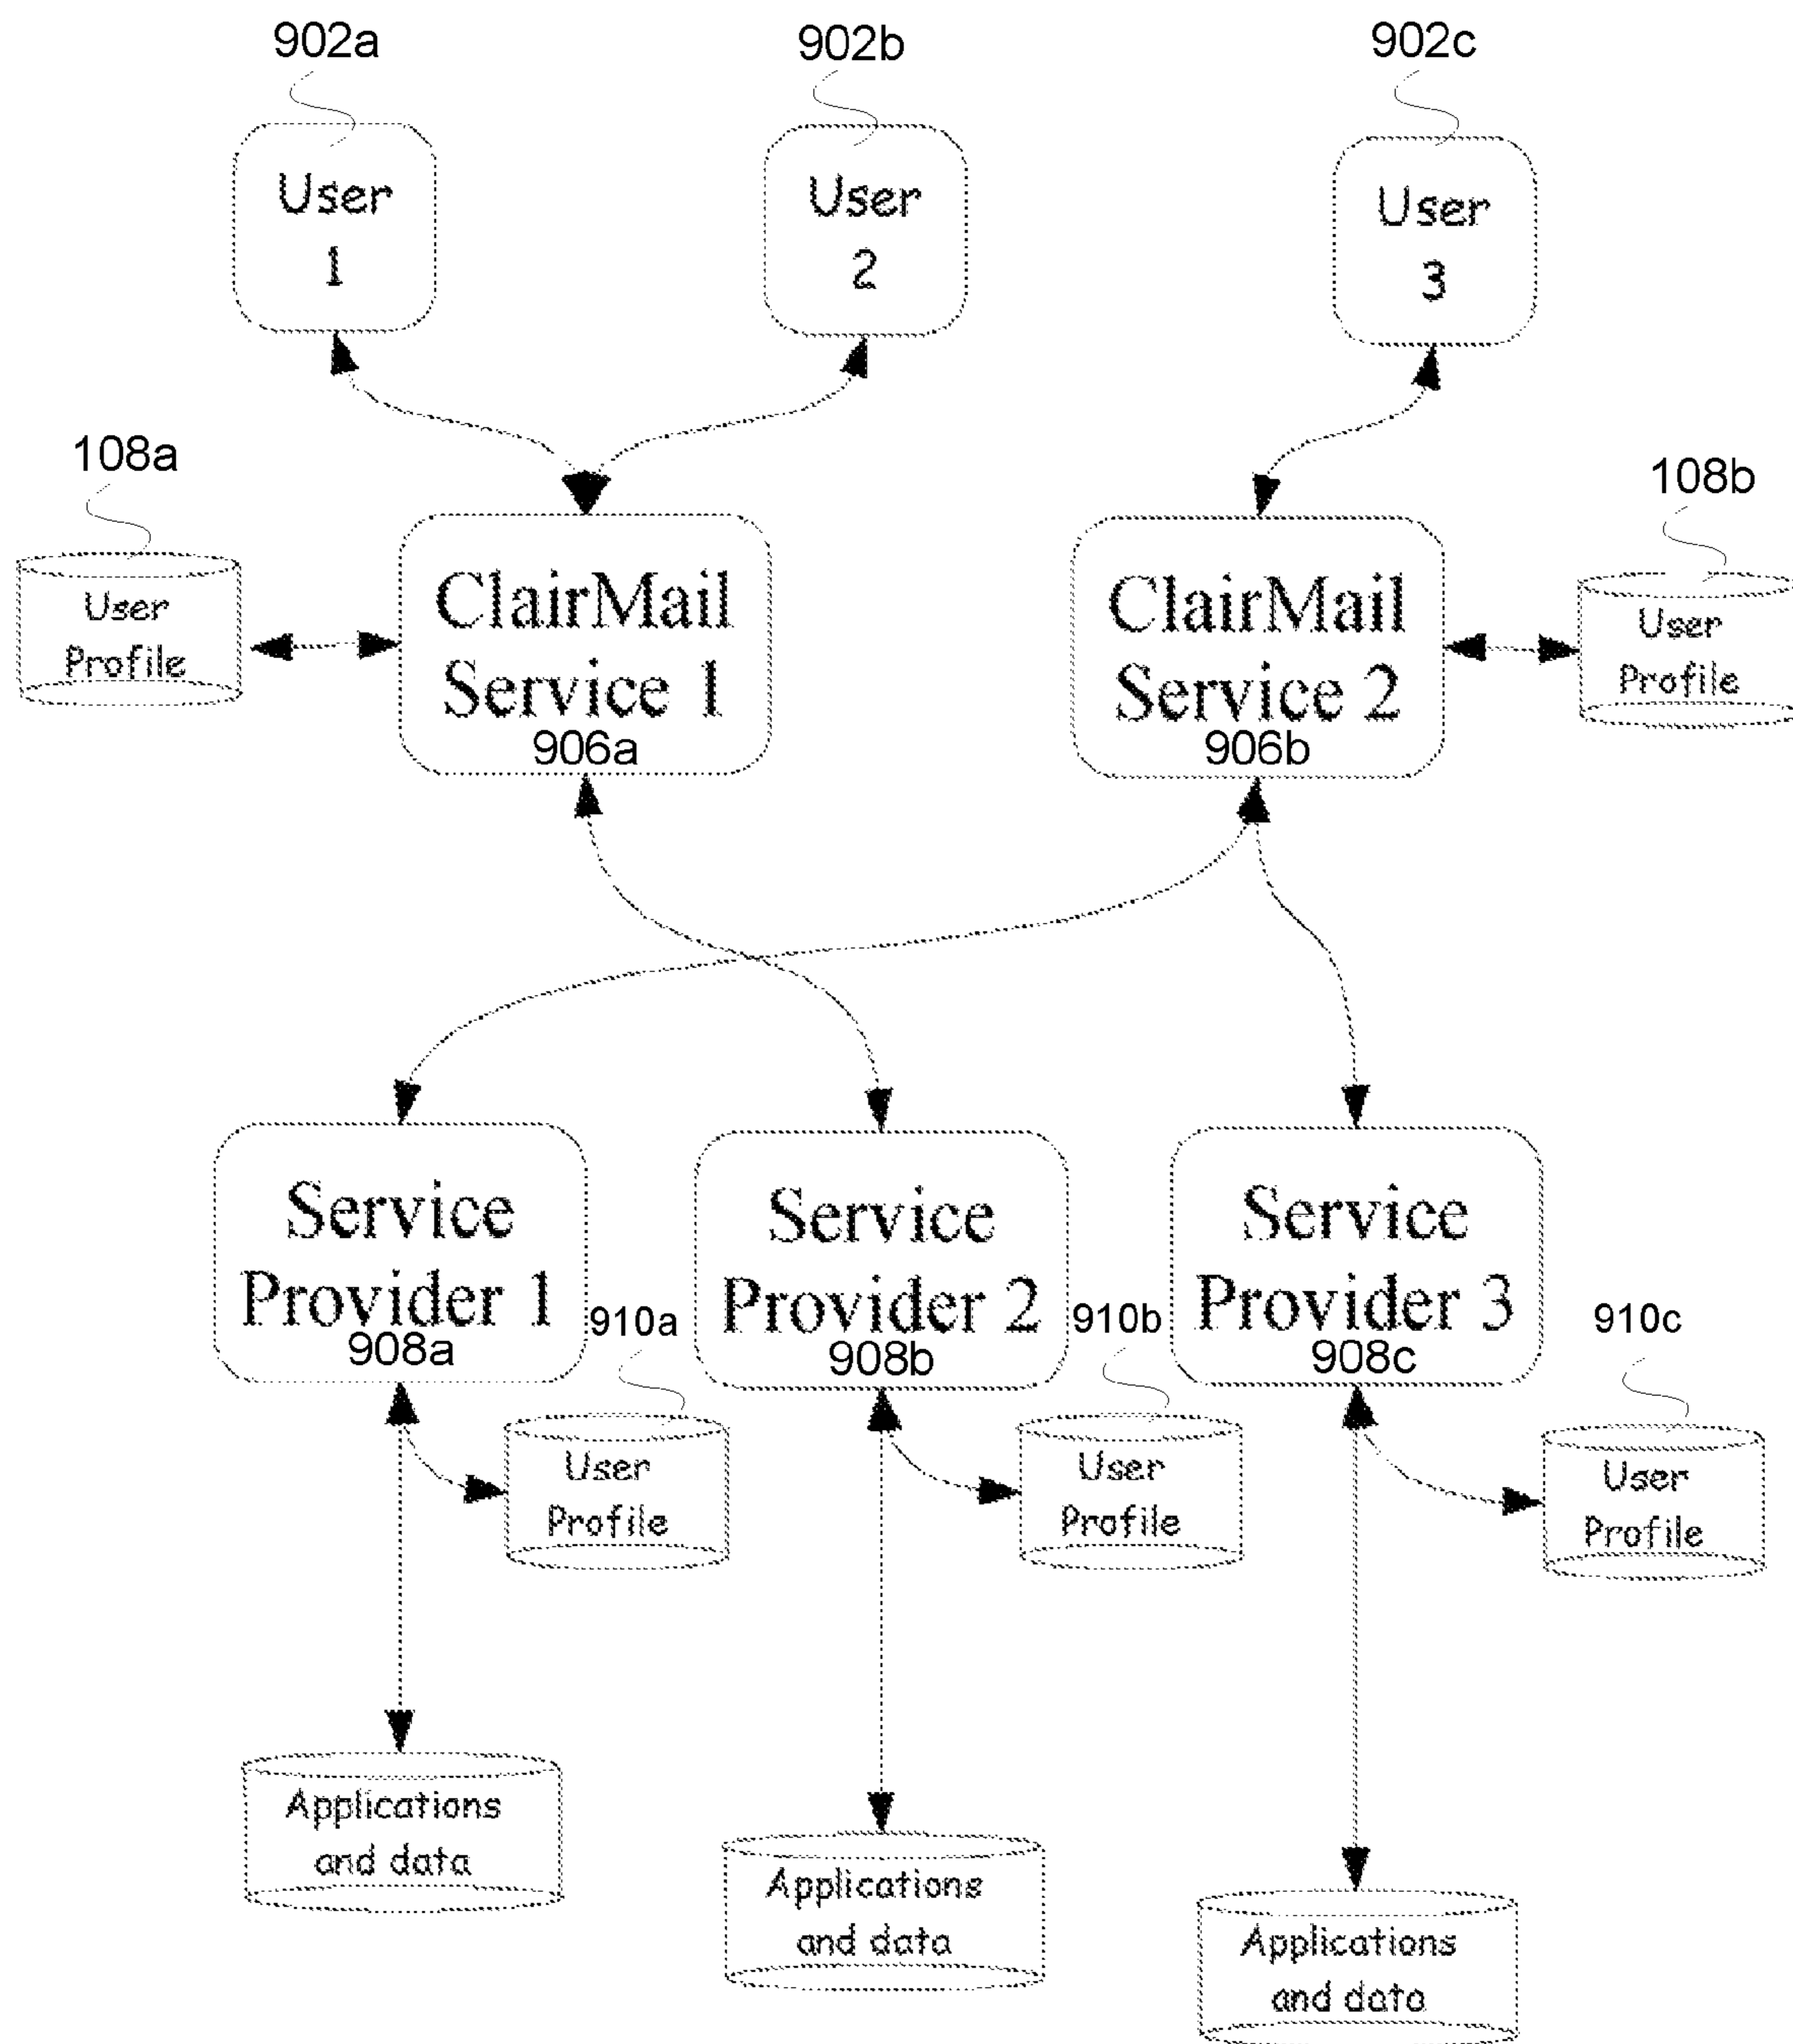 902a
902b
902c
User
1
User
2
User
3
108a
108b
User
Profile
ClairMail
Service 1
906a
ClairMail
Service 2
906b
User
Profile
Service
Provider 1
908a
Service
Provider 2
908b
Service
Provider 3
908c
910a
910b
910c
User
Profile
User
Profile
User
Profile
Applications
and data
Applications
and data
Applications
and data